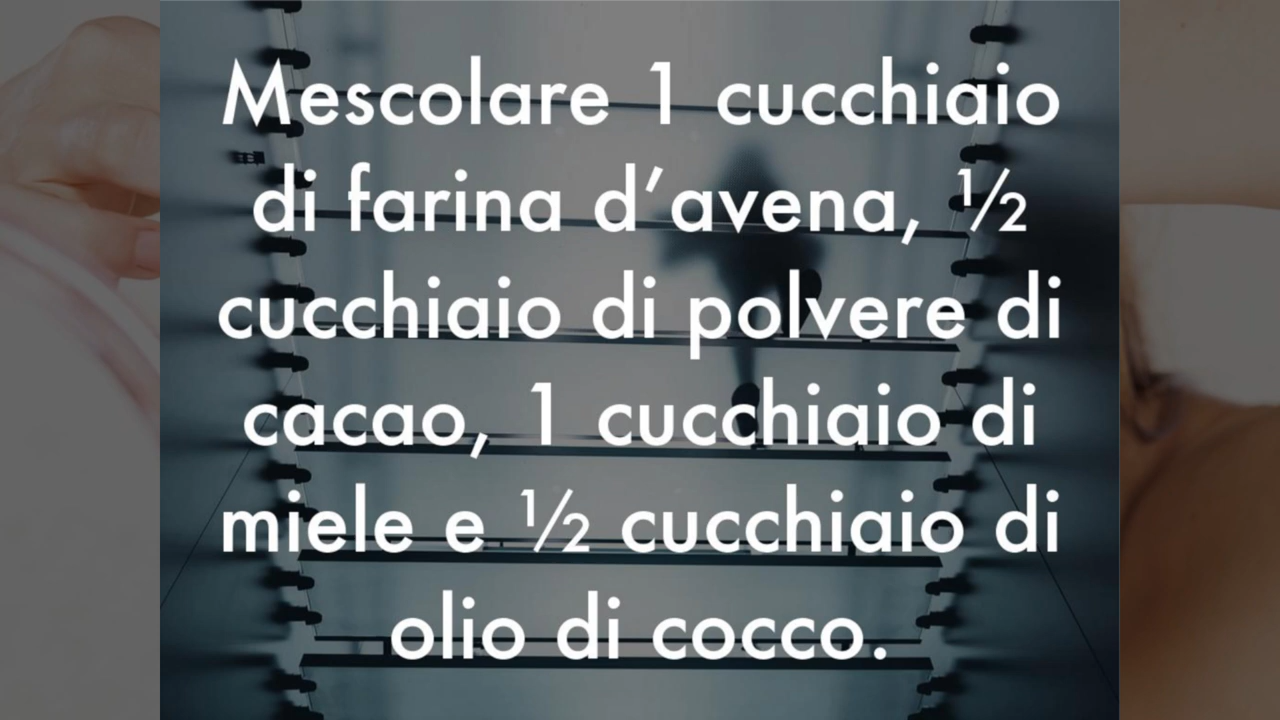 Mescolare 1 cucchiaio
di farina d’avena, ½
cucchiaio di polvere di
cacao, 1 cucchiaio di
miele e ½ cucchiaio di
olio di cocco.